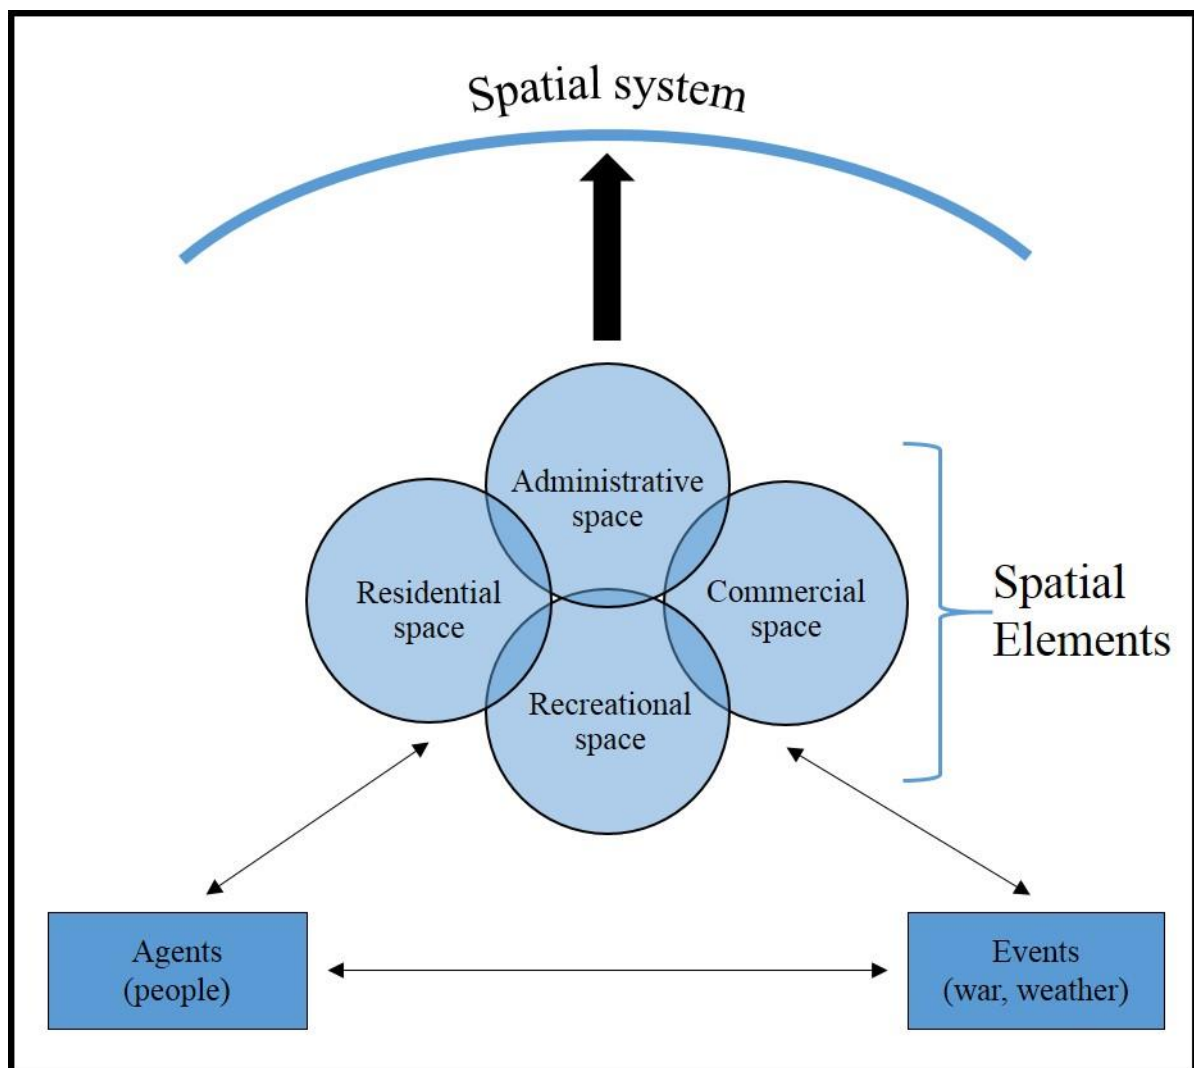 Spatial system
Administrative
space
Residential
space
Commercial
space
Recreational
space
Spatial
Elements
Agents
(people)
Events
(war, weather)